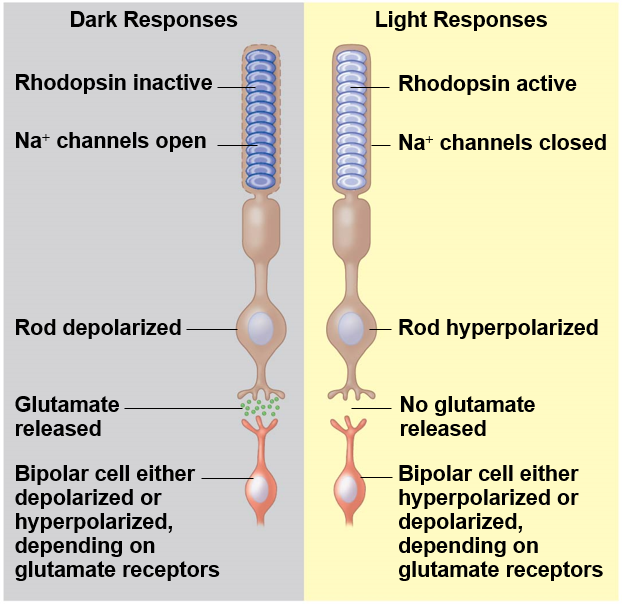 Dark Responses
Rhodopsin inactive
Na⁺ channels open
Rod depolarized
Glutamate
released
Bipolar cell either
depolarized or
hyperpolarized,
depending on
glutamate receptors
Light Responses
Rhodopsin active
Na⁺ channels closed
Rod hyperpolarized
No glutamate
released
Bipolar cell either
hyperpolarized or
depolarized,
depending on
glutamate receptors